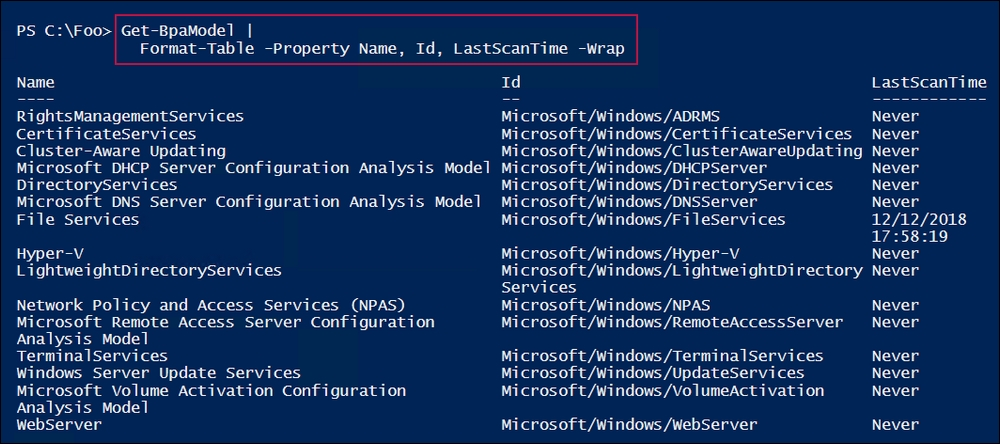 PS C:\Foo> Get-BpaModel |
Format-Table -Property Name, Id, LastScanTime -Wrap
Name Id LastScanTime
---- -- ------------
RightsManagementServices Microsoft/Windows/ADRMS Never
CertificateServices Microsoft/Windows/CertificateServices Never
Cluster-Aware Updating Microsoft/Windows/ClusterAwareUpdating Never
Microsoft DHCP Server Configuration Analysis Model Microsoft/Windows/DHCPServer Never
DirectoryServices Microsoft/Windows/DirectoryServices Never
Microsoft DNS Server Configuration Analysis Model Microsoft/Windows/DNSServer Never
File Services Microsoft/Windows/FileServices 12/12/2018
17:58:19
Hyper-V Microsoft/Windows/Hyper-V Never
LightweightDirectoryServices Microsoft/Windows/LightweightDirectory Never
Services
Network Policy and Access Services (NPAS) Microsoft/Windows/NPAS Never
Microsoft Remote Access Server Configuration Microsoft/Windows/RemoteAccessServer Never
Analysis Model
TerminalServices Microsoft/Windows/TerminalServices Never
Windows Server Update Services Microsoft/Windows/UpdateServices Never
Microsoft Volume Activation Configuration Microsoft/Windows/VolumeActivation Never
Analysis Model
WebServer Microsoft/Windows/WebServer Never